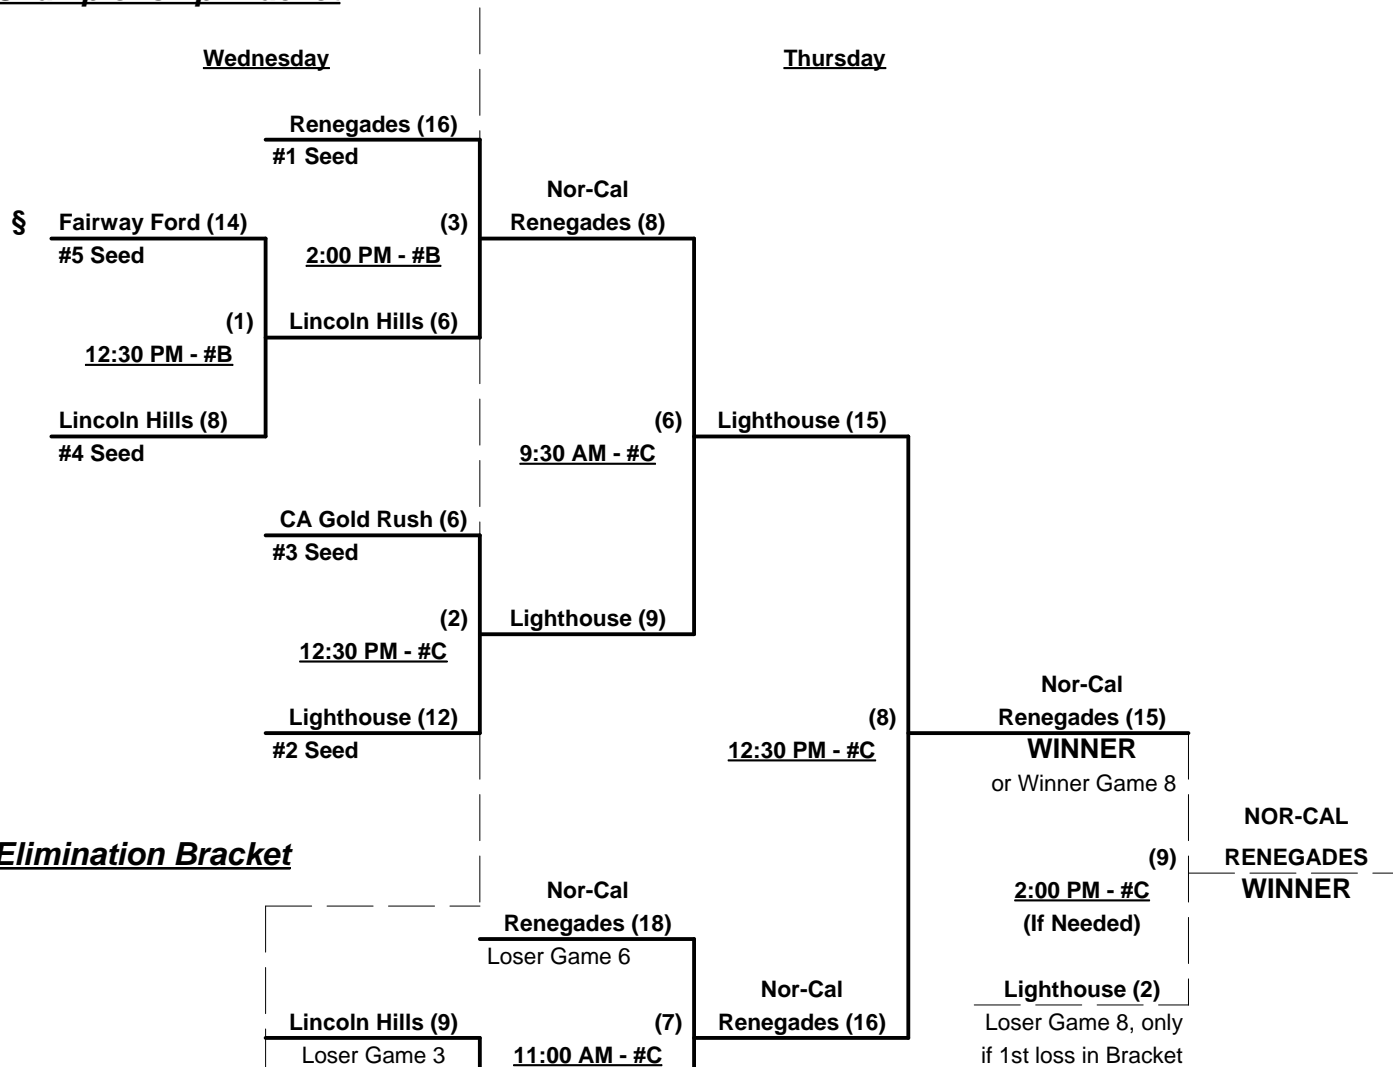 Wednesday
Thursday
Renegades (16)
#1 Seed
Nor-Cal
§ Fairway Ford (14)
(3)
Renegades (8)
#5 Seed
2:00 PM - #B
(1)
Lincoln Hills (6)
12:30 PM - #B
Lincoln Hills (8)
(6)
Lighthouse (15)
#4 Seed
9:30 AM - #C
CA Gold Rush (6)
#3 Seed
(2)
Lighthouse (9)
12:30 PM - #C
Nor-Cal
Lighthouse (12)
(8)
Renegades (15)
#2 Seed
12:30 PM - #C
WINNER
or Winner Game 8
NOR-CAL
Elimination Bracket
(9)
RENEGADES
Nor-Cal
2:00 PM - #C
WINNER
Renegades (18)
(If Needed)
Loser Game 6
Nor-Cal
Lighthouse (2)
Lincoln Hills (9)
(7)
Renegades (16)
Loser Game 8, only
Loser Game 3
11:00 AM - #C
if 1st loss in Bracket